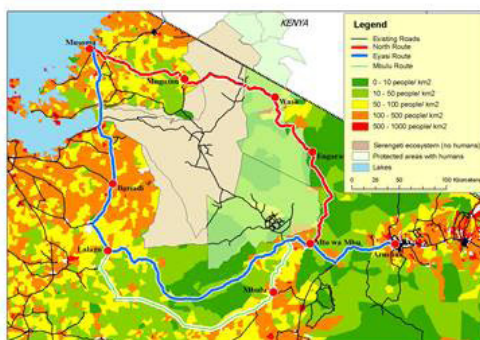 KENYA
Musoma
Legend
Existing Roads
North Route
Eyasi Route
Mbulu Route
0 - 10 people/ km2
10 - 50 people/ km2
50 - 100 people/ km2
100 - 500 people/ km2
500 - 1000 people/ km2
Serengeti ecosystem (no humans)
Protected areas with humans
Lakes
50
25
0
50
100 Kilometers
Mugumu
Wasso
Engaruka
Bariadi
Lalago
Mto wa Mbu
Arusha
Mbulu